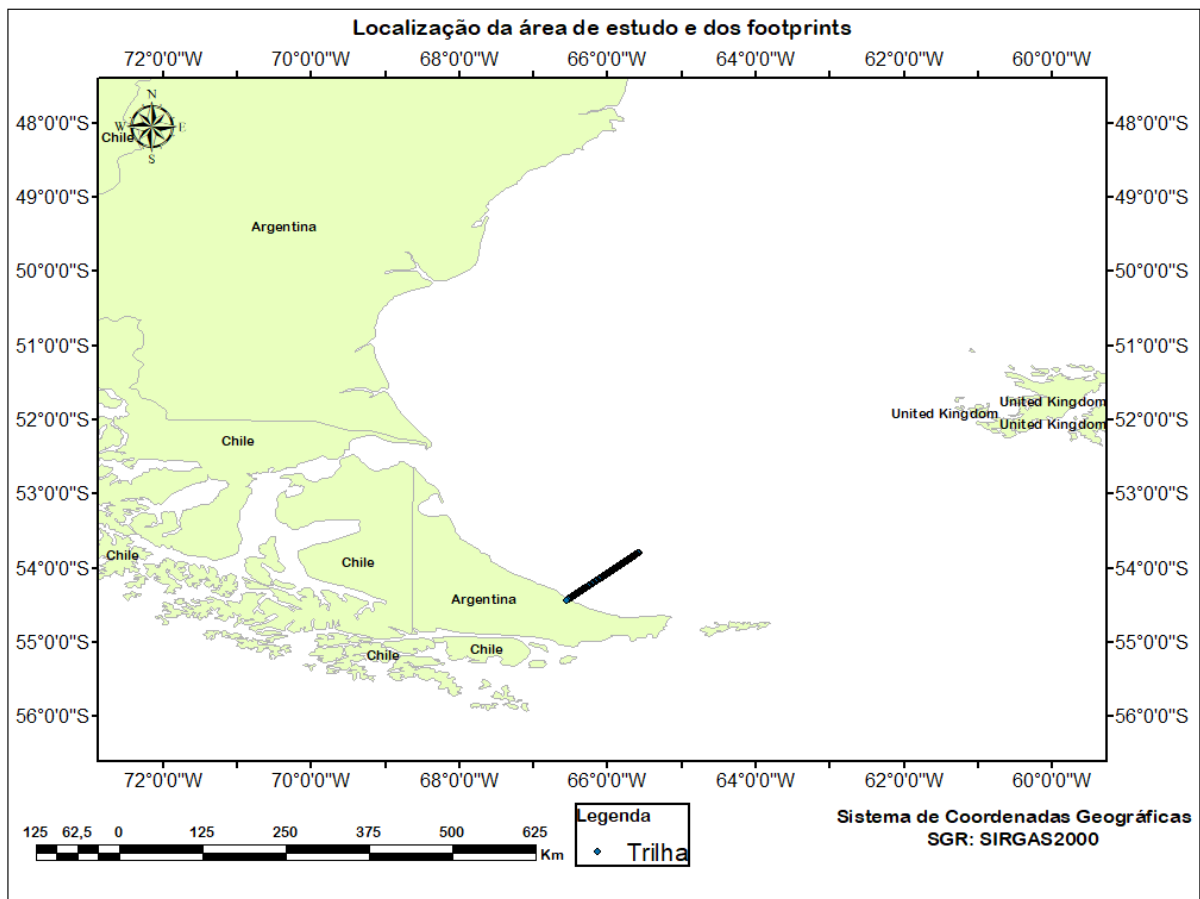 Localização da área de estudo e dos footprints
72°0'0"W 70°0'0"W 68°0'0"W 66°0'0"W 64°0'0"W 62°0'0"W 60°0'0"W
N
W E
S
Chile
48°0'0"S 48°0'0"S
49°0'0"S 49°0'0"S
Argentina
50°0'0"S 50°0'0"S
51°0'0"S 51°0'0"S
United Kingdom
United Kingdom
52°0'0"S 52°0'0"S
United Kingdom
Chile
53°0'0"S 53°0'0"S
Chile
Chile
54°0'0"S 54°0'0"S
Argentina
55°0'0"S 55°0'0"S
Chile
Chile
56°0'0"S 56°0'0"S
72°0'0"W 70°0'0"W 68°0'0"W 66°0'0"W 64°0'0"W 62°0'0"W 60°0'0"W
125 62,5 0 125 250 375 500 625
Km
Legenda
Trilha
Sistema de Coordenadas Geográficas
SGR: SIRGAS2000